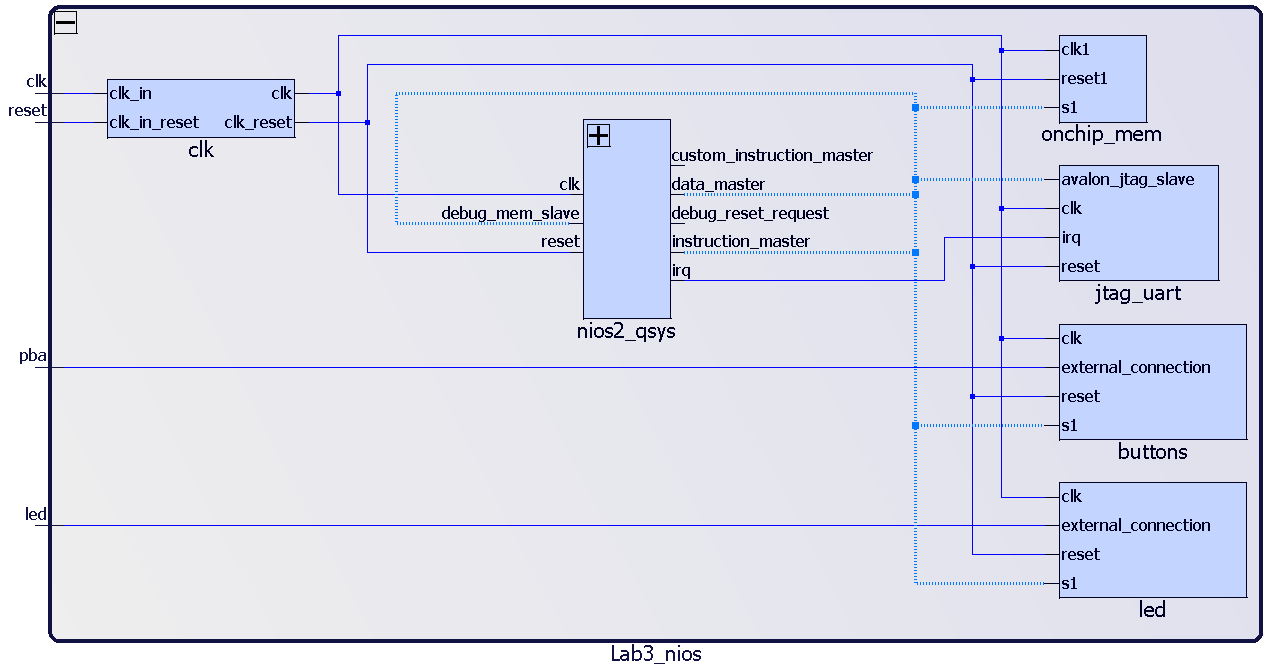 clk
reset
pba
led
clk_in
clk
clk_in_reset
clk_reset
clk
custom_instruction_master
clk
data_master
debug_mem_slave
debug_reset_request
reset
instruction_master
irq
nios2_qsys
clk1
reset1
s1
onchip_mem
avalon_jtag_slave
clk
irq
reset
jtag_uart
clk
external_connection
reset
s1
buttons
clk
external_connection
reset
s1
led
Lab3_nios